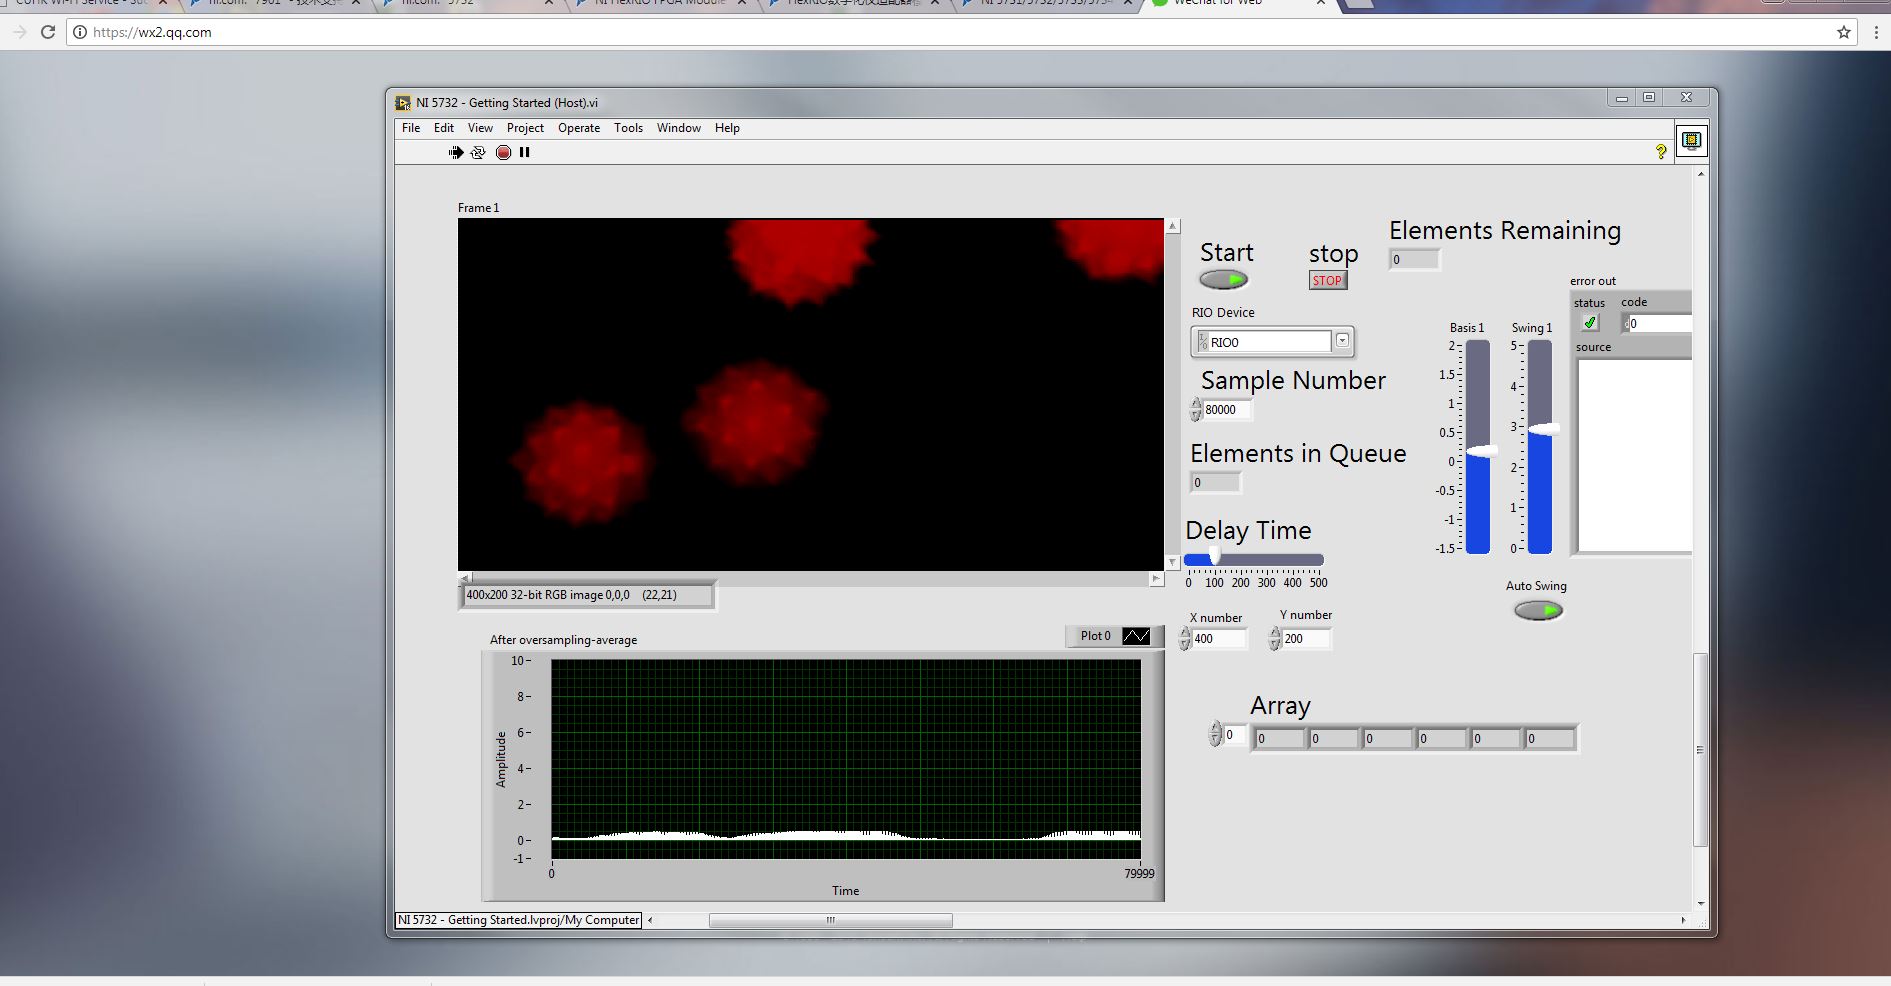 ni.com: "7961" - 技术支持
ni.com: "5732"
NI FlexRIO FPGA Module
NI 5731/5732/5733/5734
WeChat for Web
https://wx2.qq.com
NI 5732 - Getting Started (Host).vi
File Edit View Project Operate Tools Window Help
Frame 1
Elements Remaining
0
Start
stop
STOP
error out
status
code
0
source
RIO Device
RIO0
Basis 1
Swing 1
2
1.5
1
0.5
0
-0.5
-1
-1.5
5
4
3
2
1
0
Sample Number
80000
Elements in Queue
0
Delay Time
0 100 200 300 400 500
Auto Swing
400x200 32-bit RGB image 0,0,0 (22,21)
X number
400
Y number
200
After oversampling-average
Plot 0
10
8
6
4
2
0
-1
Amplitude
0
79999
Time
Array
0
0 0 0 0 0 0
NI 5732 - Getting Started.lvproj/My Computer